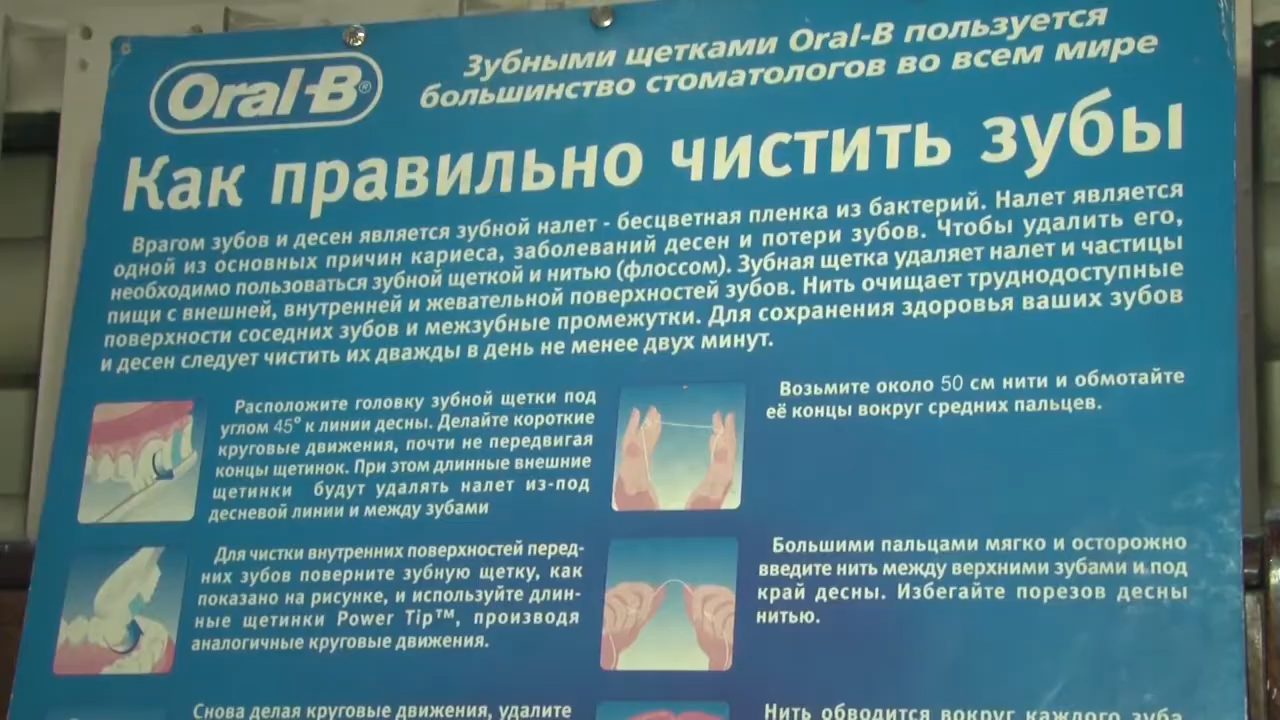 Oral-B®
Зубными щетками Oral-B пользуется
большинство стоматологов во всем мире
Как правильно чистить зубы
Врагом зубов и десен является зубной налет - бесцветная пленка из бактерий. Налет является
одной из основных причин кариеса, заболеваний десен и потери зубов. Чтобы удалить его,
необходимо пользоваться зубной щеткой и нитью (флоссом). Зубная щетка удаляет налет и частицы
пищи с внешней, внутренней и жевательной поверхностей зубов. Нить очищает труднодоступные
поверхности соседних зубов и межзубные промежутки. Для сохранения здоровья ваших зубов
и десен следует чистить их дважды в день не менее двух минут.
Расположите головку зубной щетки под
углом 45° к линии десны. Делайте короткие
круговые движения, почти не передвигая
концы щетинок. При этом длинные внешние
щетинки будут удалять налет из-под
десневой линии и между зубами
Возьмите около 50 см нити и обмотайте
её концы вокруг средних пальцев.
Для чистки внутренних поверхностей перед-
них зубов поверните зубную щетку, как
показано на рисунке, и используйте длин-
ные щетинки Power Tip™, производя
аналогичные круговые движения.
Большими пальцами мягко и осторожно
введите нить между верхними зубами и под
край десны. Избегайте порезов десны
нитью.
Снова делая круговые движения, удалите
Нить обводится вокруг каждого зуба